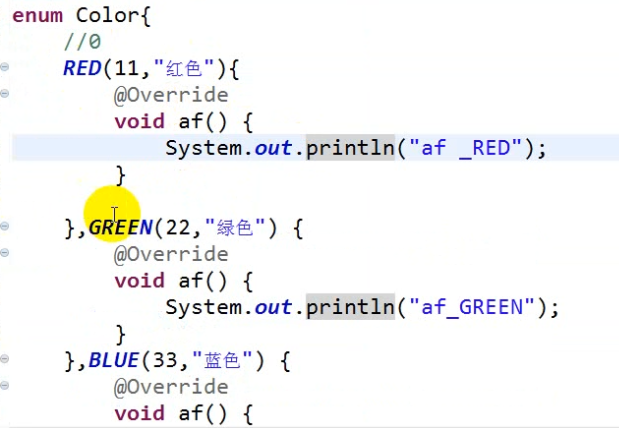 enum Color{
    //0
    RED(11,"红色"){
        @Override
        void af() {
            System.out.println("af _RED");
        }

    },GREEN(22,"绿色") {
        @Override
        void af() {
            System.out.println("af_GREEN");
        }
    },BLUE(33,"蓝色") {
        @Override
        void af() {